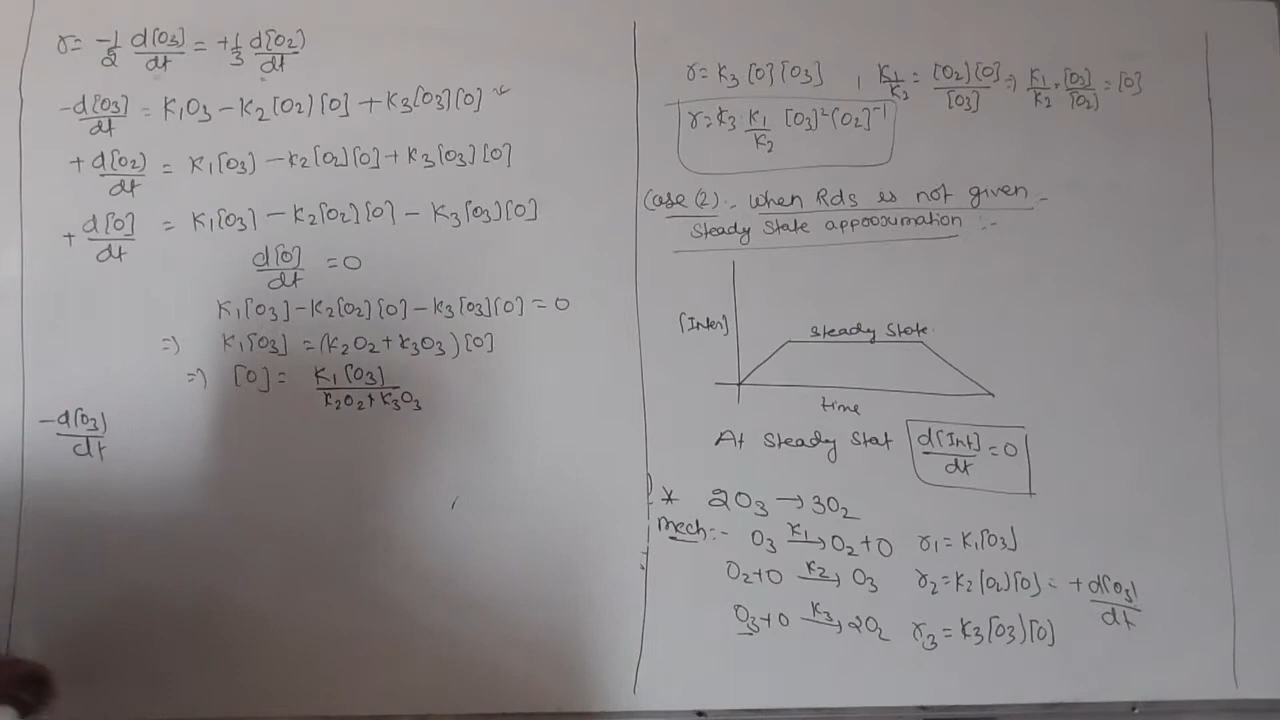 r = -1/2 d[O3]/dt = +1/3 d[O2]/dt
-d[O3]/dt = K1O3 - K2[O2][O] + K3[O3][O]
+d[O2]/dt = K1[O3] - K2[O2][O] + K3[O3][O]
+d[O]/dt = K1[O3] - K2[O2][O] - K3[O3][O]
d[O]/dt = 0
K1[O3] - K2[O2][O] - K3[O3][O] = 0
=> K1[O3] = (K2O2 + K3O3)[O]
=> [O] = K1[O3]/K2O2 + K3O3
-d[O3]/dt
r = K3[O][O3] , K1/K2 = [O2][O]/[O3] => K1/K2 . [O3]/[O2] = [O]
r = K3 . K1/K2 [O3]²[O2]⁻¹
Case (2) :- when Rds is not given -
Steady State approoxumation :-
Steady State
[Inter]
time
At Steady Stat d[Int]/dt = 0
* 2O3 → 3O2
Mech :- O3 K1→ O2 + O r1 = K1[O3]
O2 + O K2→ O3 r2 = K2[O2][O] = +d[O3]/dt
O3 + O K3→ 2O2 r3 = K3[O3][O]